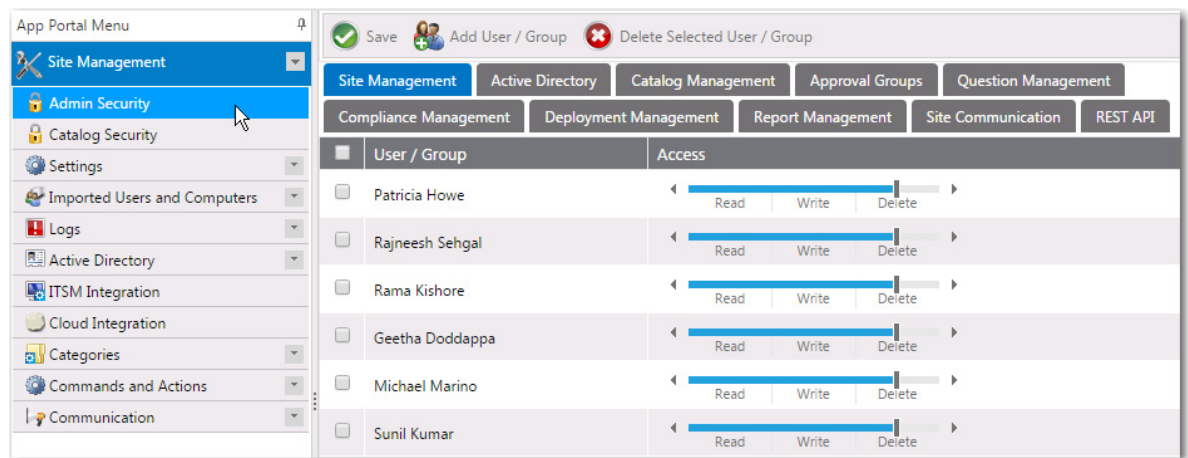 App Portal Menu
Site Management
Admin Security
Catalog Security
Settings
Imported Users and Computers
Logs
Active Directory
ITSM Integration
Cloud Integration
Categories
Commands and Actions
Communication
Save Add User / Group Delete Selected User / Group
Site Management Active Directory Catalog Management Approval Groups Question Management
Compliance Management Deployment Management Report Management Site Communication REST API
User / Group Access
Patricia Howe
Read Write Delete
Rajneesh Sehgal
Read Write Delete
Rama Kishore
Read Write Delete
Geetha Doddappa
Read Write Delete
Michael Marino
Read Write Delete
Sunil Kumar
Read Write Delete